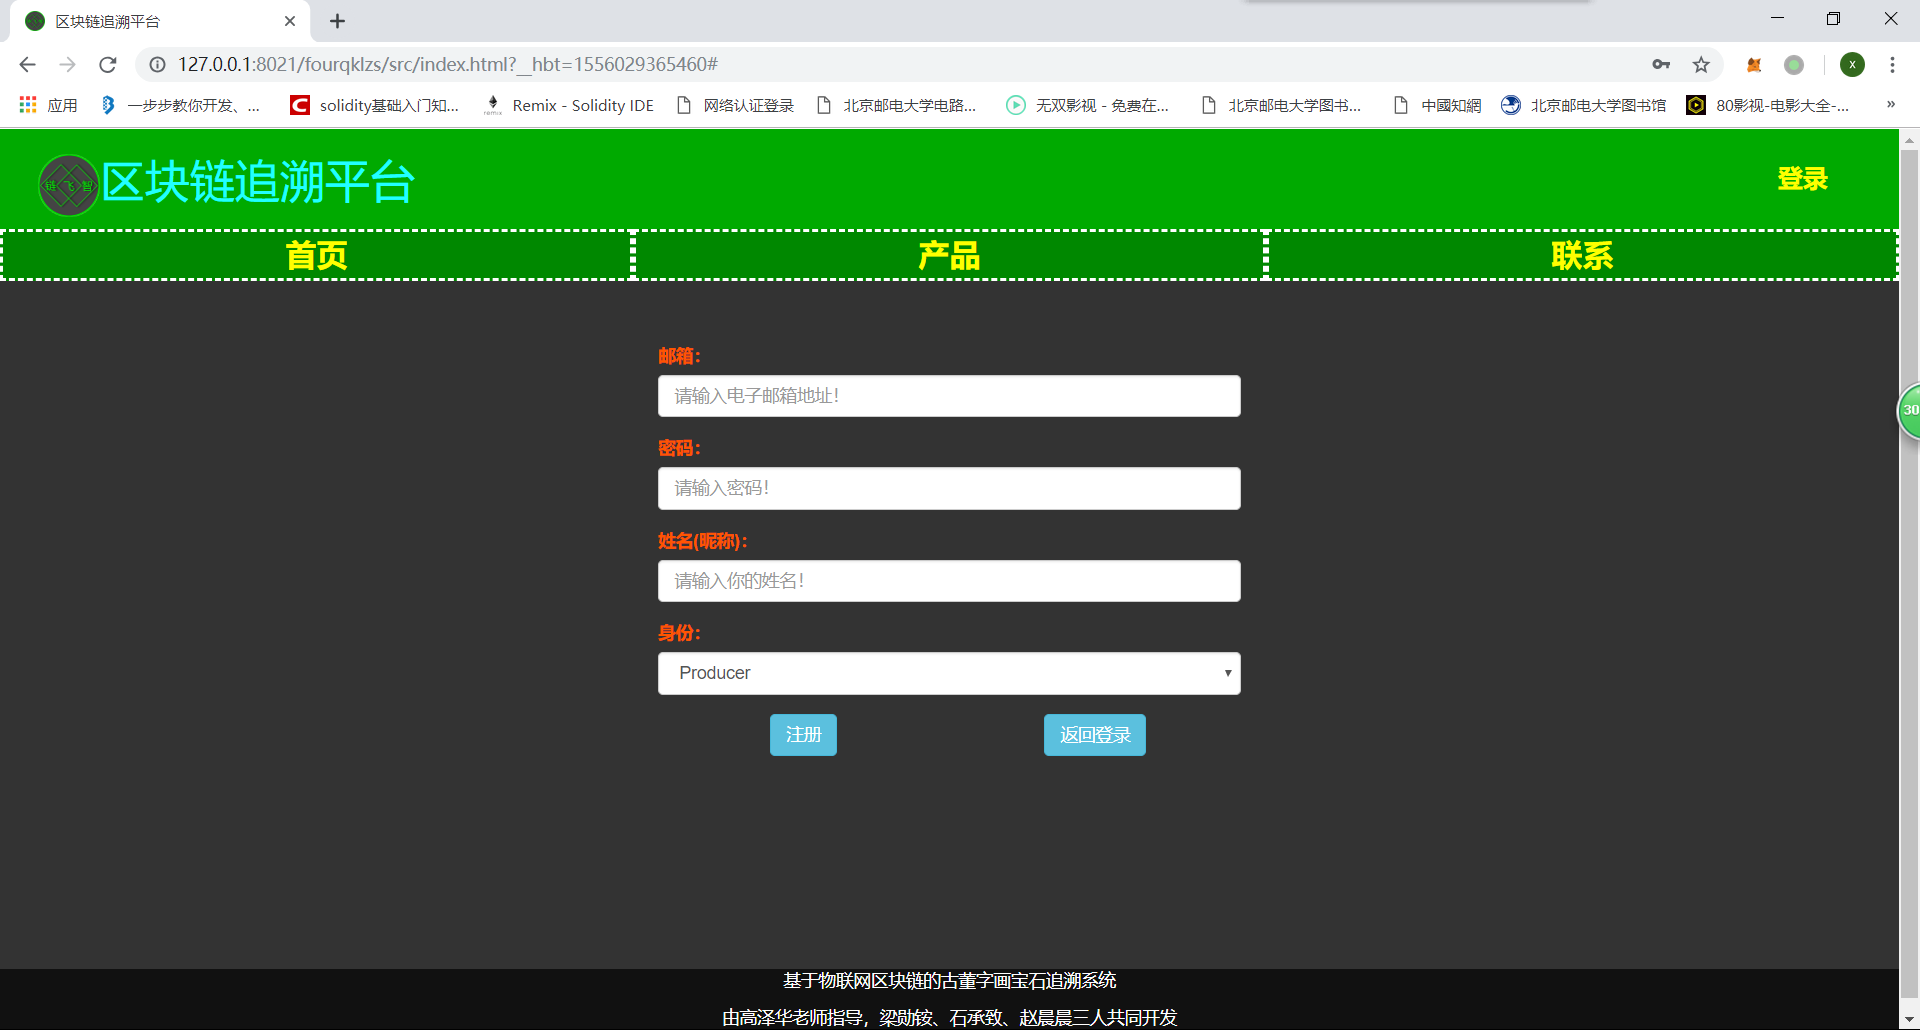 区块链追溯平台
127.0.0.1:8021/fourqklzs/src/index.html?__hbt=1556029365460#
X
应用 一步步教你开发、... solidity基础入门知... Remix - Solidity IDE 网络认证登录 北京邮电大学电路... 无双影视 - 免费在... 北京邮电大学图书... 中國知網 北京邮电大学图书馆 80影视-电影大全-... »
链飞智 区块链追溯平台 登录
首页 产品 联系
邮箱：
请输入电子邮箱地址！
30
密码：
请输入密码！
姓名(昵称)：
请输入你的姓名！
身份：
Producer
注册 返回登录
基于物联网区块链的古董字画宝石追溯系统
由高泽华老师指导，梁勋铵、石承致、赵晨晨三人共同开发